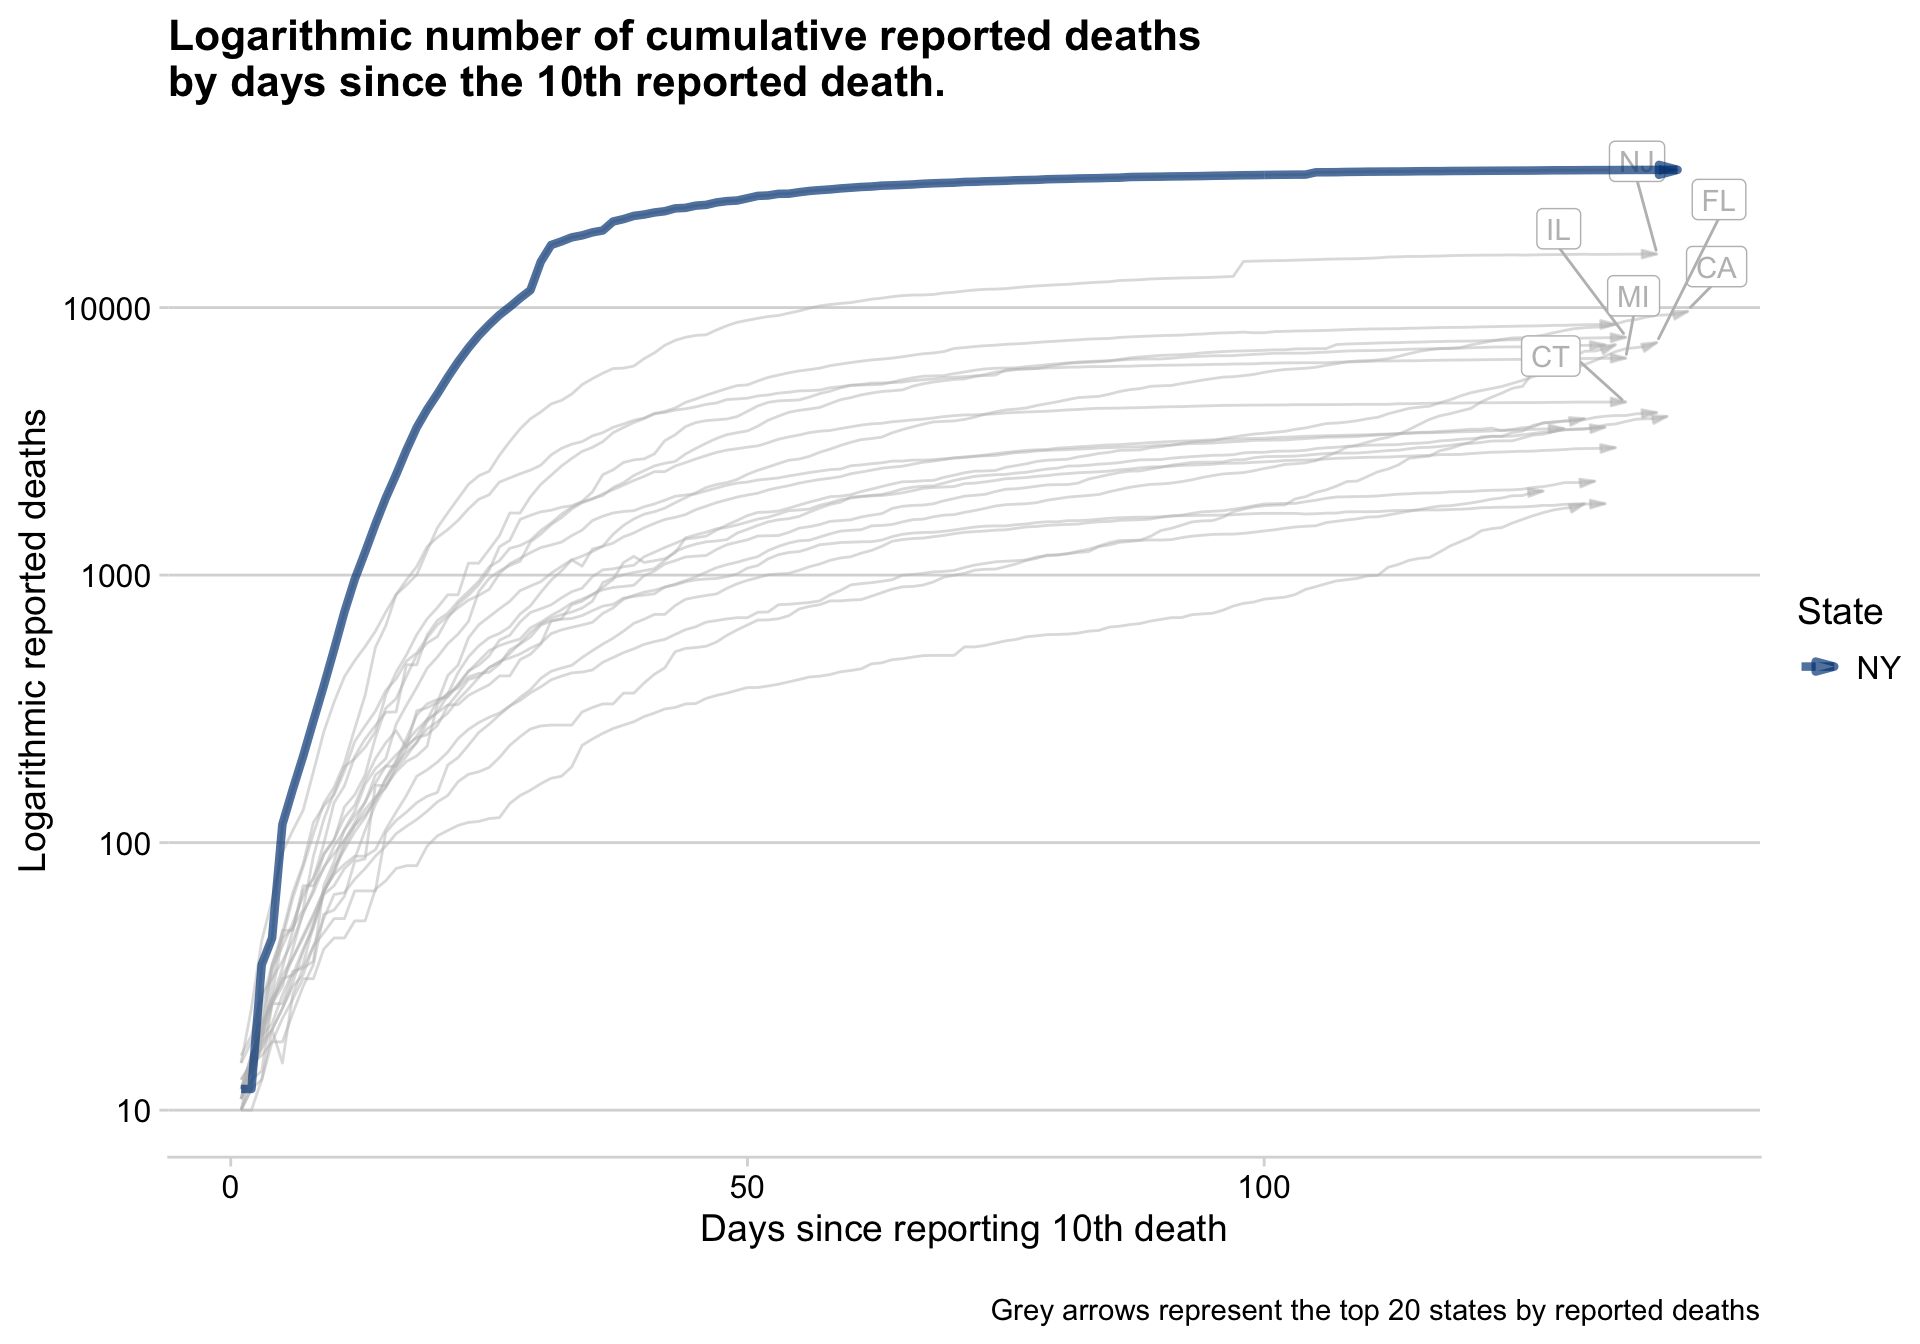 Logarithmic number of cumulative reported deaths
by days since the 10th reported death.
NJ
FL
IL
CA
MI
CT
10000
1000
100
10
Logarithmic reported deaths
0
50
100
Days since reporting 10th death
State
NY
Grey arrows represent the top 20 states by reported deaths